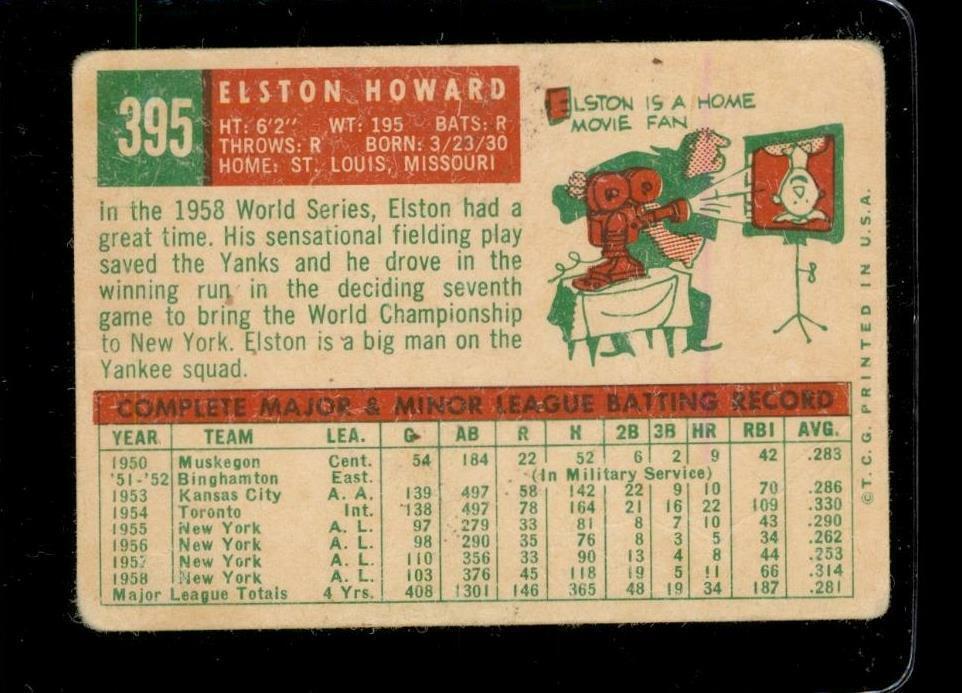 395
ELSTON HOWARD
HT: 6'2" WT: 195 BATS: R
THROWS: R BORN: 3/23/30
HOME: ST. LOUIS, MISSOURI
ELSTON IS A HOME
MOVIE FAN
In the 1958 World Series, Elston had a
great time. His sensational fielding play
saved the Yanks and he drove in the
winning run in the deciding seventh
game to bring the World Championship
to New York. Elston is a big man on the
Yankee squad.
COMPLETE MAJOR & MINOR LEAGUE BATTING RECORD
YEAR TEAM LEA. G AB R H 2B 3B HR RBI AVG.
1950 Muskegon Cent. 54 184 22 52 6 2 9 42 .283
'51-'52 Binghamton East. (In Military Service)
1953 Kansas City A. A. 139 497 58 142 22 9 10 70 .286
1954 Toronto Int. 138 497 78 164 21 16 22 109 .330
1955 New York A. L. 97 279 33 81 8 7 10 43 .290
1956 New York A. L. 98 290 35 76 8 3 5 34 .262
1957 New York A. L. 110 356 33 90 13 4 8 44 .253
1958 New York A. L. 103 376 45 118 19 5 11 66 .314
Major League Totals 4 Yrs. 408 1301 146 365 48 19 34 187 .281
©T.C.G. PRINTED IN U.S.A.